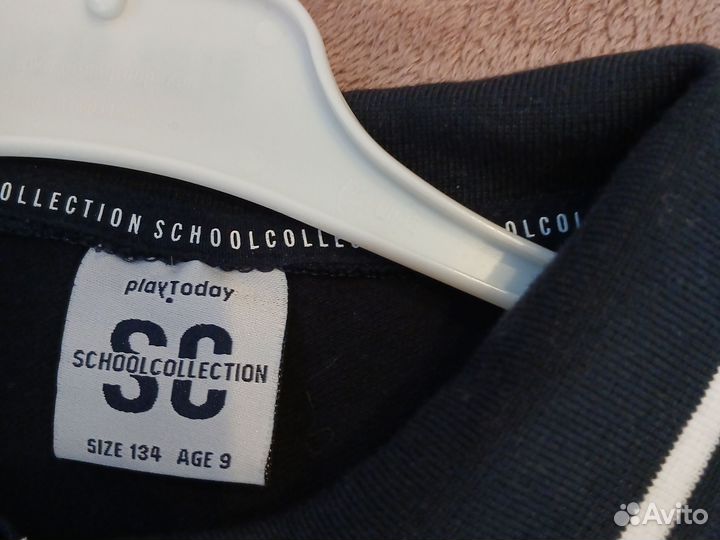 OLLECTION SCHOOLCOLLE OLCOL
playToday
SC
SCHOOLCOLLECTION
SIZE 134 AGE 9
Avito